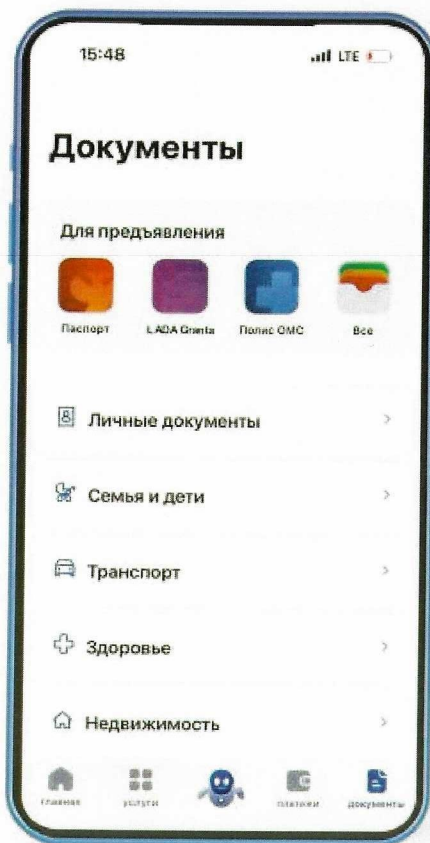 15:48 LTE
Документы
Для предъявления
Паспорт LADA Granta Полис ОМС Все
Личные документы
Семья и дети
Транспорт
Здоровье
Недвижимость
главная услуги платежи документы